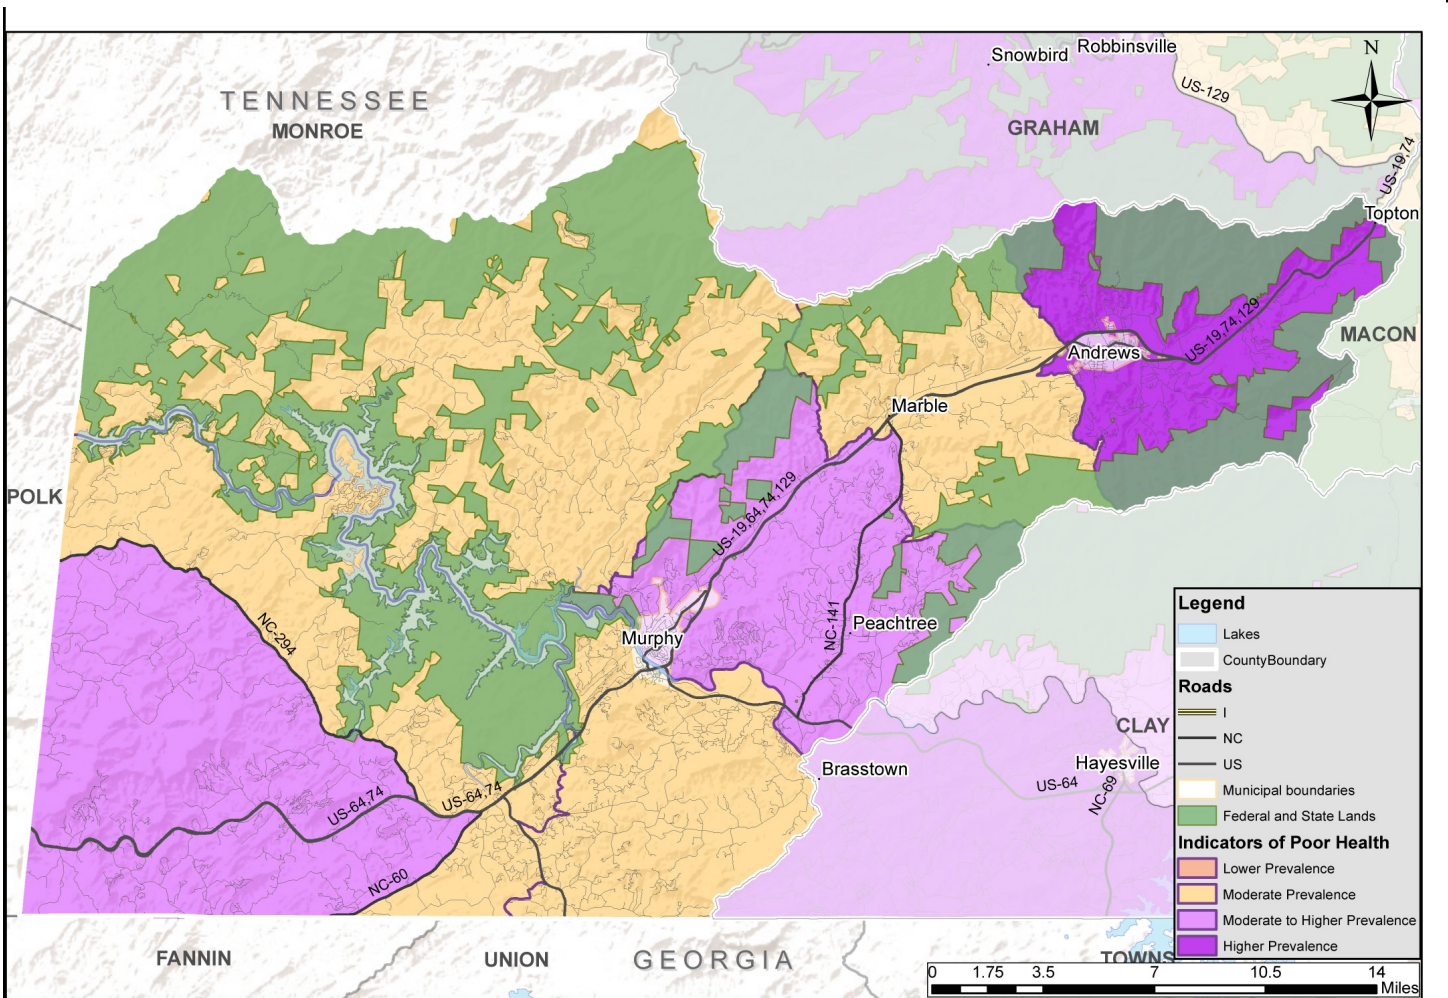 Snowbird
Robbinsville
N
US-129
TENNESSEE
MONROE
GRAHAM
US-19,74
Topton
US-19,74,129
MACON
Andrews
Marble
POLK
US-19,64,74,129
NC-294
NC-141
Peachtree
Murphy
CLAY
Hayesville
US-64
NC-69
Brasstown
US-64,74
US-64,74
NC-60
Legend
Lakes
CountyBoundary
Roads
I
NC
US
Municipal boundaries
Federal and State Lands
Indicators of Poor Health
Lower Prevalence
Moderate Prevalence
Moderate to Higher Prevalence
Higher Prevalence
FANNIN
UNION
GEORGIA
TOWNS
0 1.75 3.5 7 10.5 14
Miles